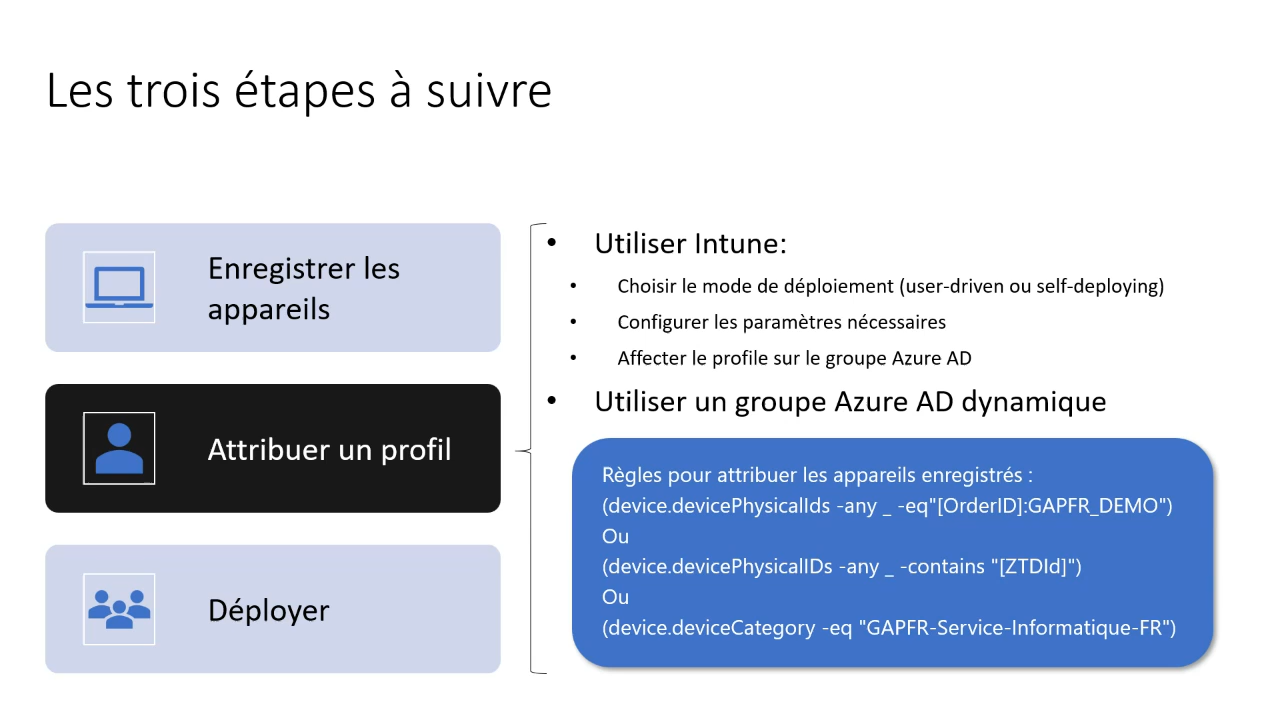 Les trois étapes à suivre
Enregistrer les
appareils
Attribuer un profil
Déployer
• Utiliser Intune:
• Choisir le mode de déploiement (user-driven ou self-deploying)
• Configurer les paramètres nécessaires
• Affecter le profile sur le groupe Azure AD
• Utiliser un groupe Azure AD dynamique
Règles pour attribuer les appareils enregistrés :
(device.devicePhysicalIds -any _ -eq"[OrderID]:GAPFR_DEMO")
Ou
(device.devicePhysicalIDs -any _ -contains "[ZTDId]")
Ou
(device.deviceCategory -eq "GAPFR-Service-Informatique-FR")